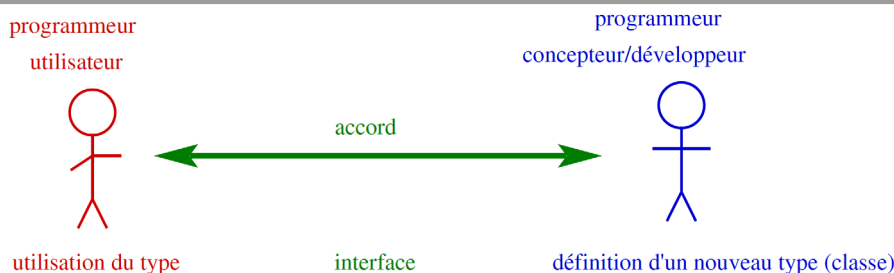 programmeur
utilisateur
programmeur
concepteur/développeur
accord
utilisation du type
interface
définition d'un nouveau type (classe)